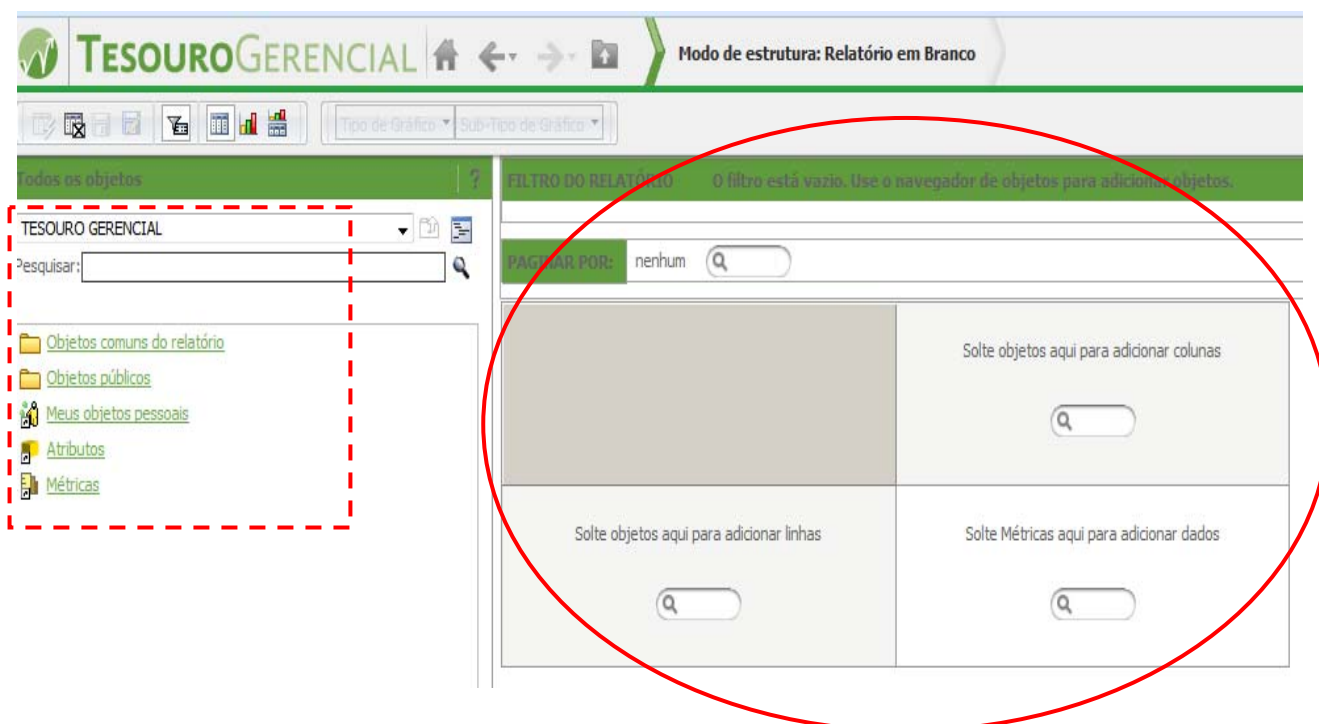 TESOUROGERENCIAL
Modo de estrutura: Relatório em Branco
Tipo de Gráfico Sub-Tipo de Gráfico
Todos os objetos ?
TESOURO GERENCIAL
Pesquisar:
Objetos comuns do relatório
Objetos públicos
Meus objetos pessoais
Atributos
Métricas
FILTRO DO RELATÓRIO O filtro está vazio. Use o navegador de objetos para adicionar objetos.
PAGINAR POR: nenhum
Solte objetos aqui para adicionar colunas
Solte objetos aqui para adicionar linhas
Solte Métricas aqui para adicionar dados